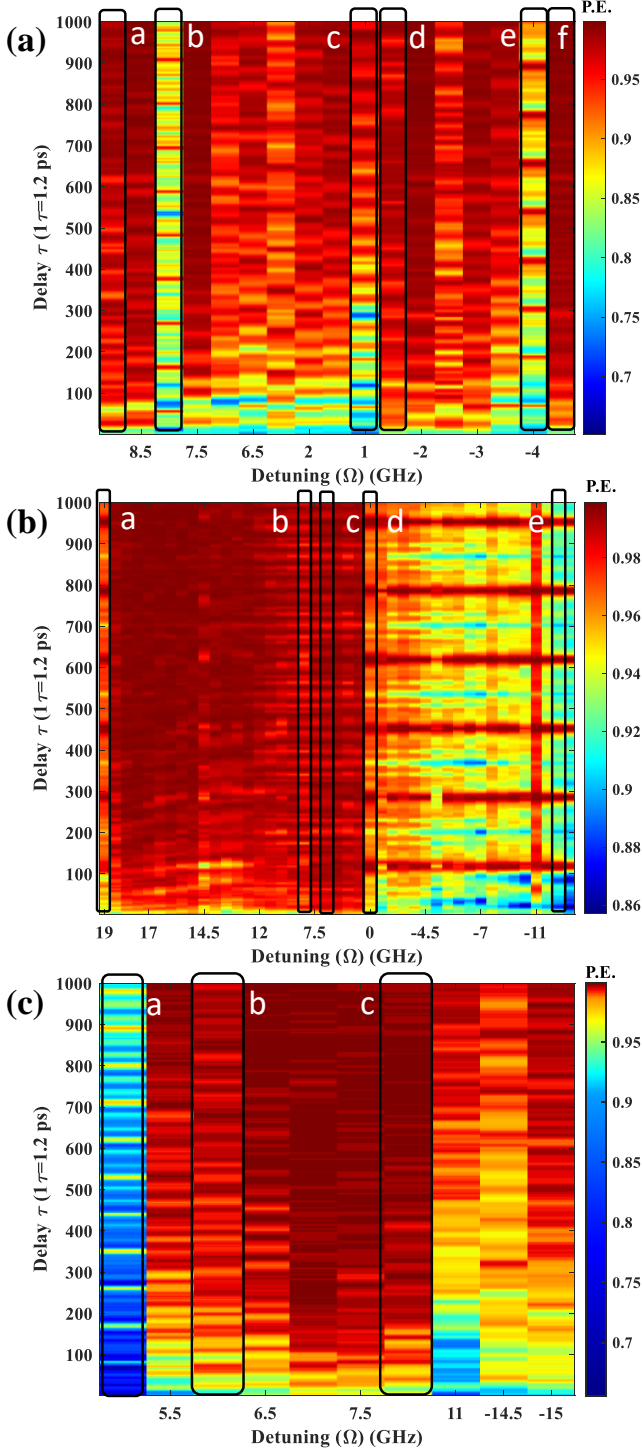 P.E.
(a)
a b c d e f
1000
900
800
700
600
500
400
300
200
100
Delay τ (1τ=1.2 ps)
0.95
0.9
0.85
0.8
0.75
0.7
8.5 7.5 6.5 2 1 -2 -3 -4
Detuning (Ω) (GHz)
P.E.
(b)
a b c d e
1000
900
800
700
600
500
400
300
200
100
Delay τ (1τ=1.2 ps)
0.98
0.96
0.94
0.92
0.9
0.88
0.86
19 17 14.5 12 7.5 0 -4.5 -7 -11
Detuning (Ω) (GHz)
P.E.
(c)
a b c
1000
900
800
700
600
500
400
300
200
100
Delay τ (1τ=1.2 ps)
0.95
0.9
0.85
0.8
0.75
0.7
5.5 6.5 7.5 11 -14.5 -15
Detuning (Ω) (GHz)